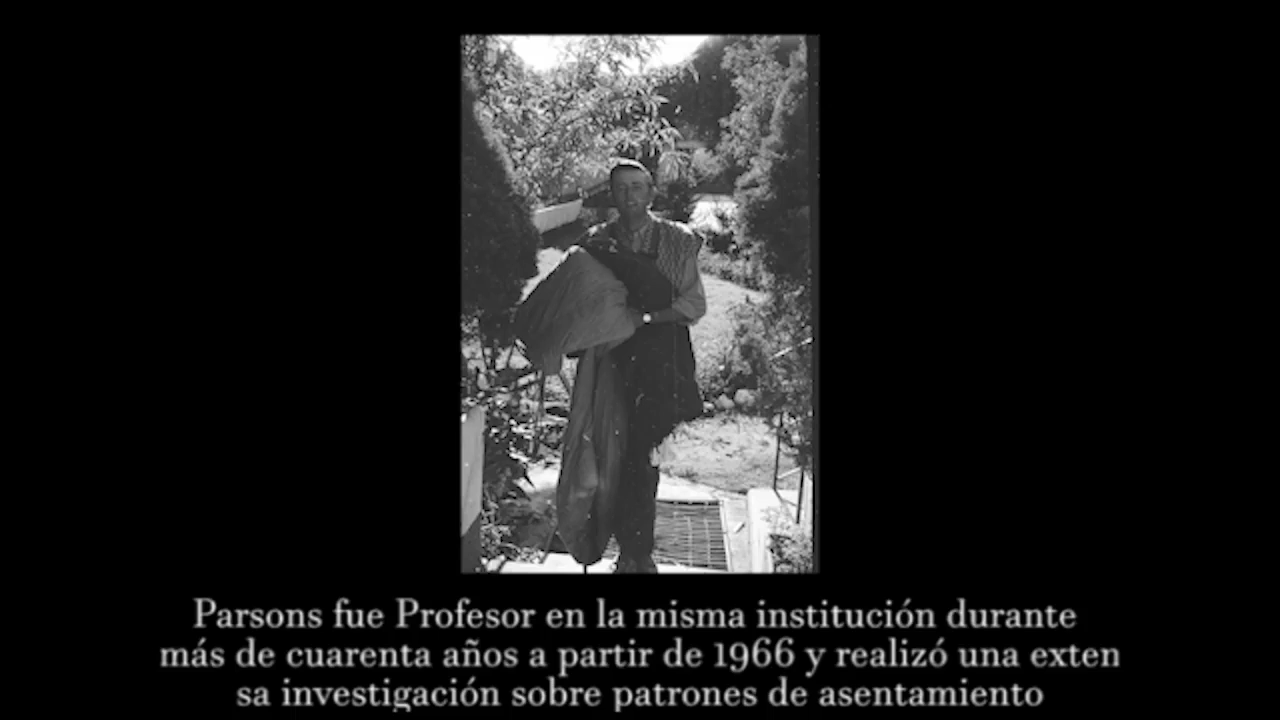 Parsons fue Profesor en la misma institución durante
más de cuarenta años a partir de 1966 y realizó una exten
sa investigación sobre patrones de asentamiento